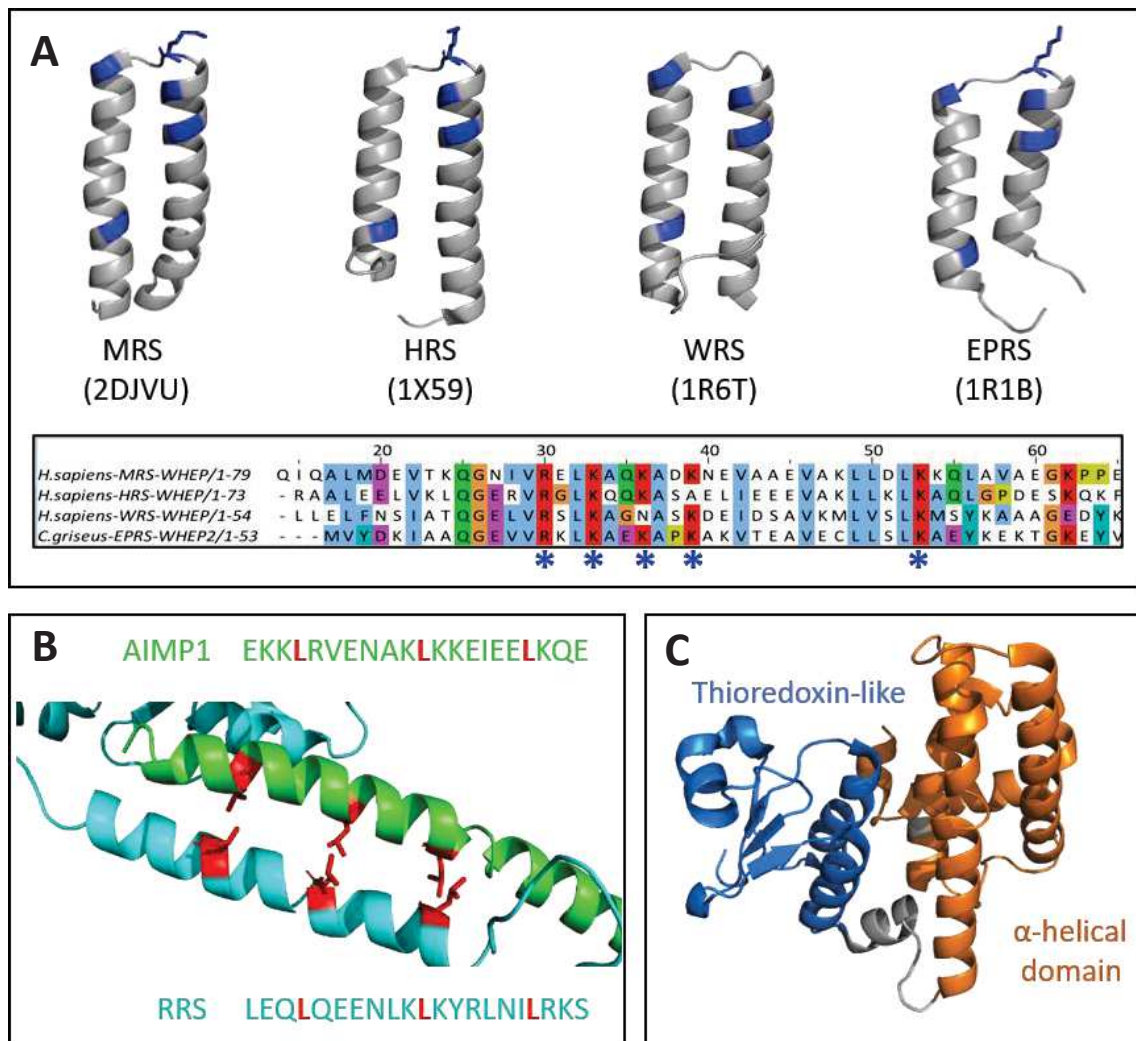 A
MRS
(2DJVU)
HRS
(1X59)
WRS
(1R6T)
EPRS
(1R1B)
20 30 40 50 60
H.sapiens-MRS-WHEP/1-79 QIQALMDEVTKQGNIVRELKAQKADKNEVAAEVAKLLDLKKQLAVAEGKPPE
H.sapiens-HRS-WHEP/1-73 -RAALEELVKLQGERVRGLKQQKASAELIEEEVAKLLKLKAQLGPDESKQKF
H.sapiens-WRS-WHEP/1-54 -LLELFNSIATQGELVRSLKAGNASKDEIDSAVKMLVSLKMSYKAAAGEDYK
C.griseus-EPRS-WHEP2/1-53 ---MVYDKIAAQGEVVRKLKAEKAPKAKVTEAVECLLSLKAEYKEKTGKEYV
* * * * *
B
AIMP1 EKKLRVENAKLKKEIEELKQE
RRS LEQLQEENLKLKYRLNILRKS
C
Thioredoxin-like
α-helical
domain